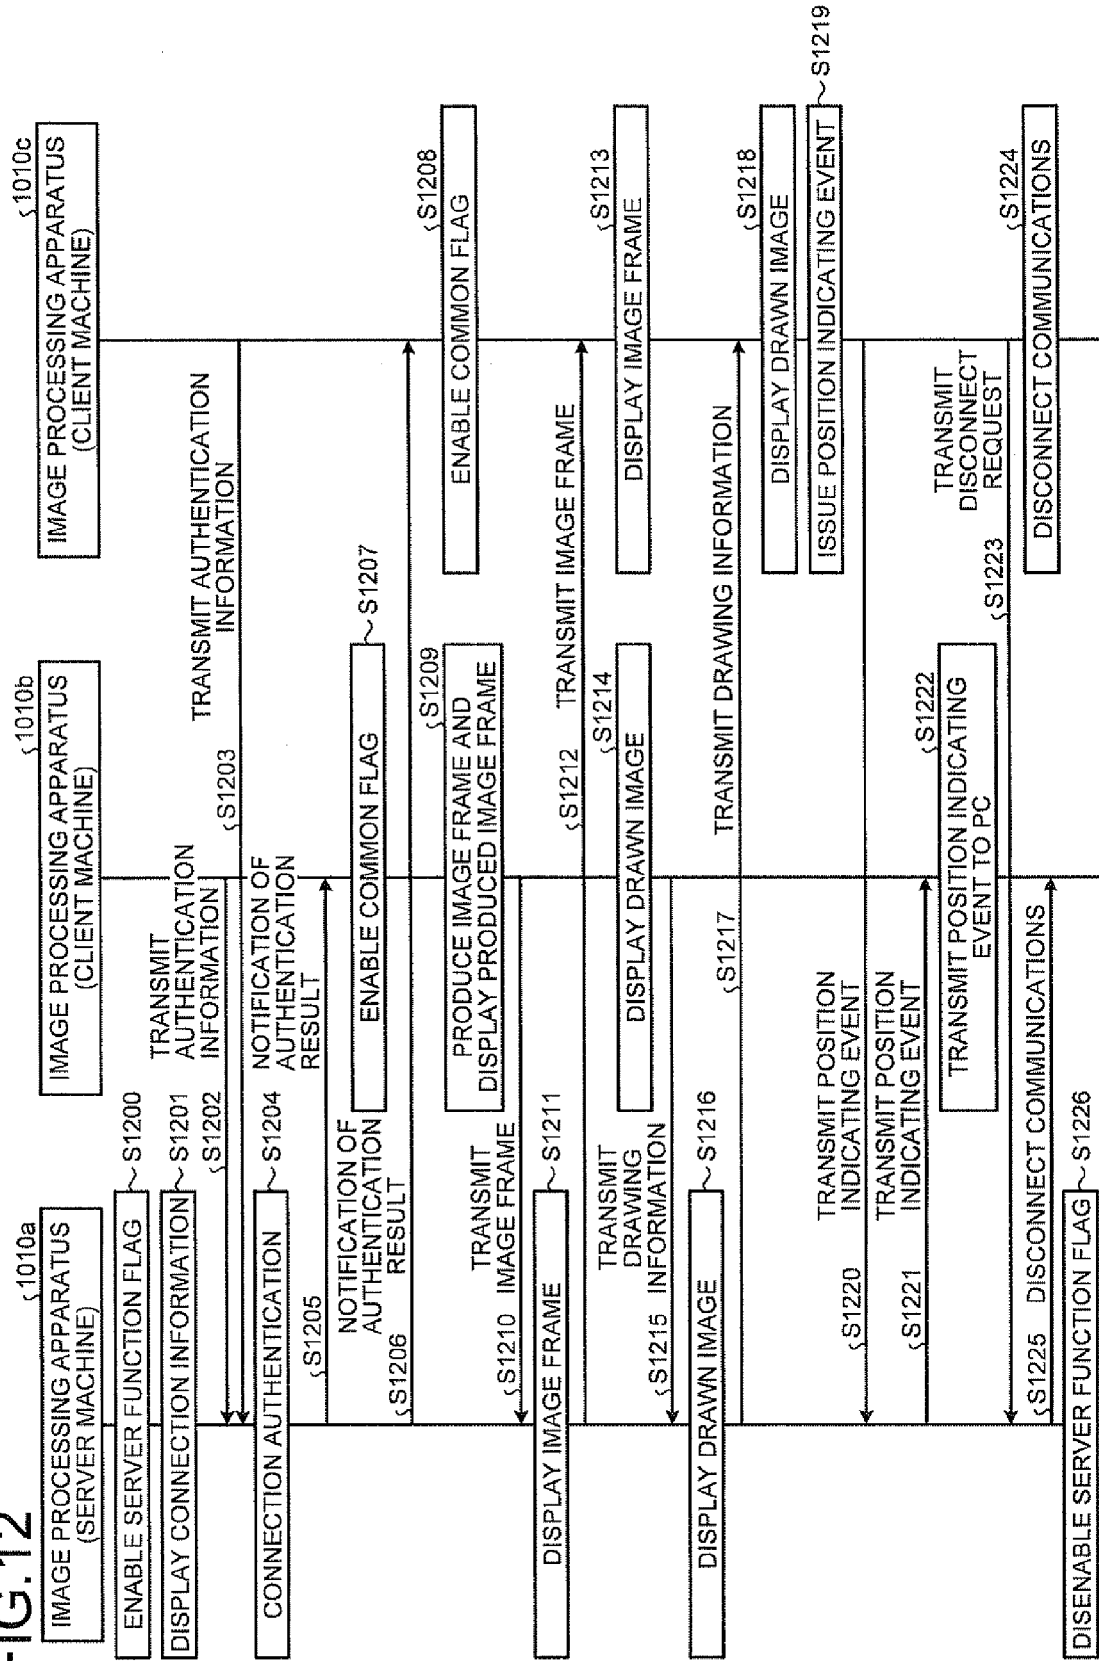 FIG.12
1010a
IMAGE PROCESSING APPARATUS
(SERVER MACHINE)
1010b
IMAGE PROCESSING APPARATUS
(CLIENT MACHINE)
1010c
IMAGE PROCESSING APPARATUS
(CLIENT MACHINE)
ENABLE SERVER FUNCTION FLAG
S1200
DISPLAY CONNECTION INFORMATION
S1201
TRANSMIT
AUTHENTICATION
INFORMATION
S1202
TRANSMIT AUTHENTICATION
INFORMATION
S1203
CONNECTION AUTHENTICATION
S1204
NOTIFICATION OF
AUTHENTICATION
RESULT
S1205
NOTIFICATION OF
AUTHENTICATION
RESULT
S1206
ENABLE COMMON FLAG
S1207
ENABLE COMMON FLAG
S1208
PRODUCE IMAGE FRAME AND
DISPLAY PRODUCED IMAGE FRAME
S1209
TRANSMIT
IMAGE FRAME
S1210
DISPLAY IMAGE FRAME
S1211
TRANSMIT IMAGE FRAME
S1212
DISPLAY IMAGE FRAME
S1213
DISPLAY DRAWN IMAGE
S1214
TRANSMIT
DRAWING
INFORMATION
S1215
DISPLAY DRAWN IMAGE
S1216
TRANSMIT DRAWING INFORMATION
S1217
DISPLAY DRAWN IMAGE
S1218
ISSUE POSITION INDICATING EVENT
S1219
TRANSMIT POSITION
INDICATING EVENT
S1220
TRANSMIT POSITION
INDICATING EVENT
S1221
TRANSMIT POSITION INDICATING
EVENT TO PC
S1222
TRANSMIT
DISCONNECT
REQUEST
S1223
DISCONNECT COMMUNICATIONS
S1224
DISCONNECT COMMUNICATIONS
S1225
DISENABLE SERVER FUNCTION FLAG
S1226